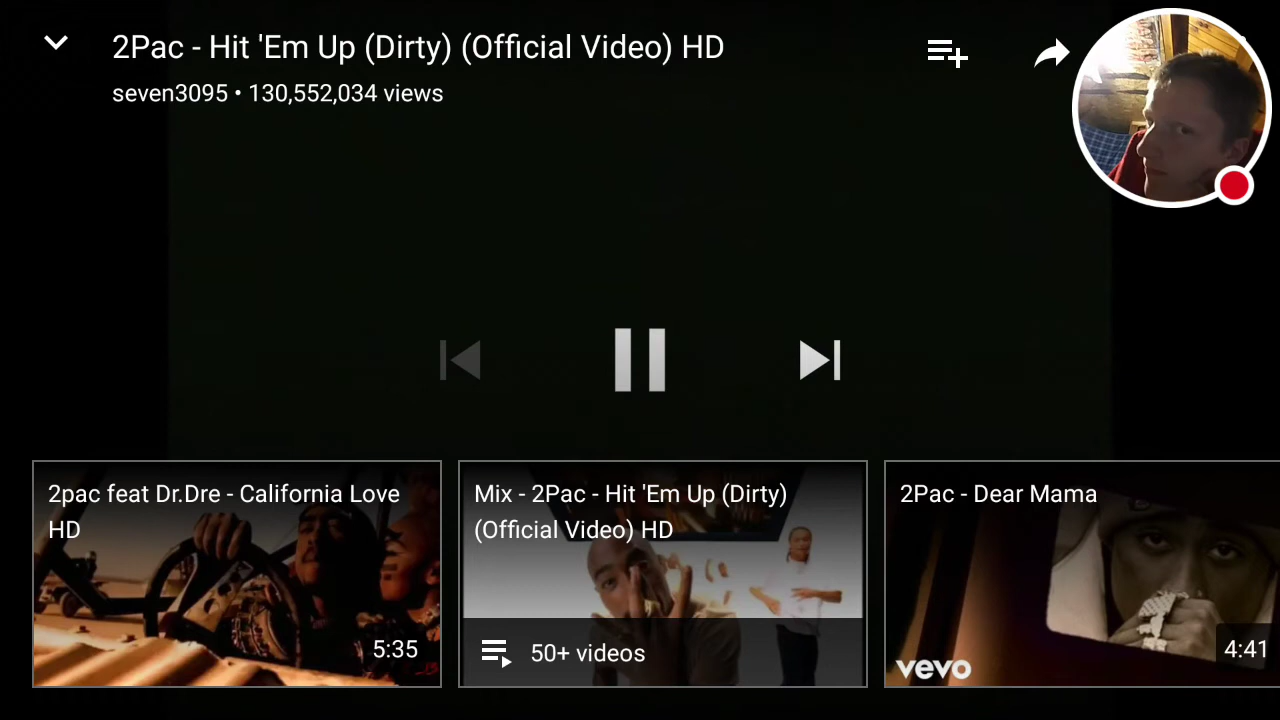 2Pac - Hit 'Em Up (Dirty) (Official Video) HD
seven3095 • 130,552,034 views
2pac feat Dr.Dre - California Love
HD
5:35
Mix - 2Pac - Hit 'Em Up (Dirty)
(Official Video) HD
50+ videos
2Pac - Dear Mama
vevo
4:41